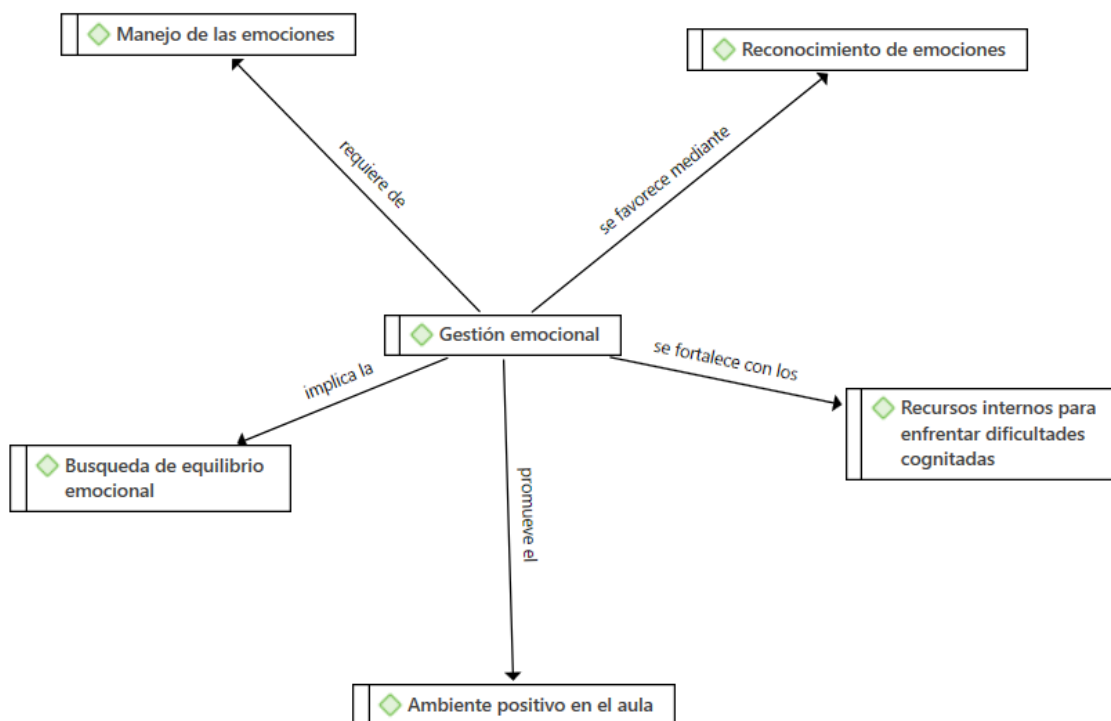 Manejo de las emociones
Reconocimiento de emociones
requiere de
se favorece mediante
Gestión emocional
se fortalece con los
implica la
Recursos internos para
enfrentar dificultades
cognitadas
Busqueda de equilibrio
emocional
promueve el
Ambiente positivo en el aula